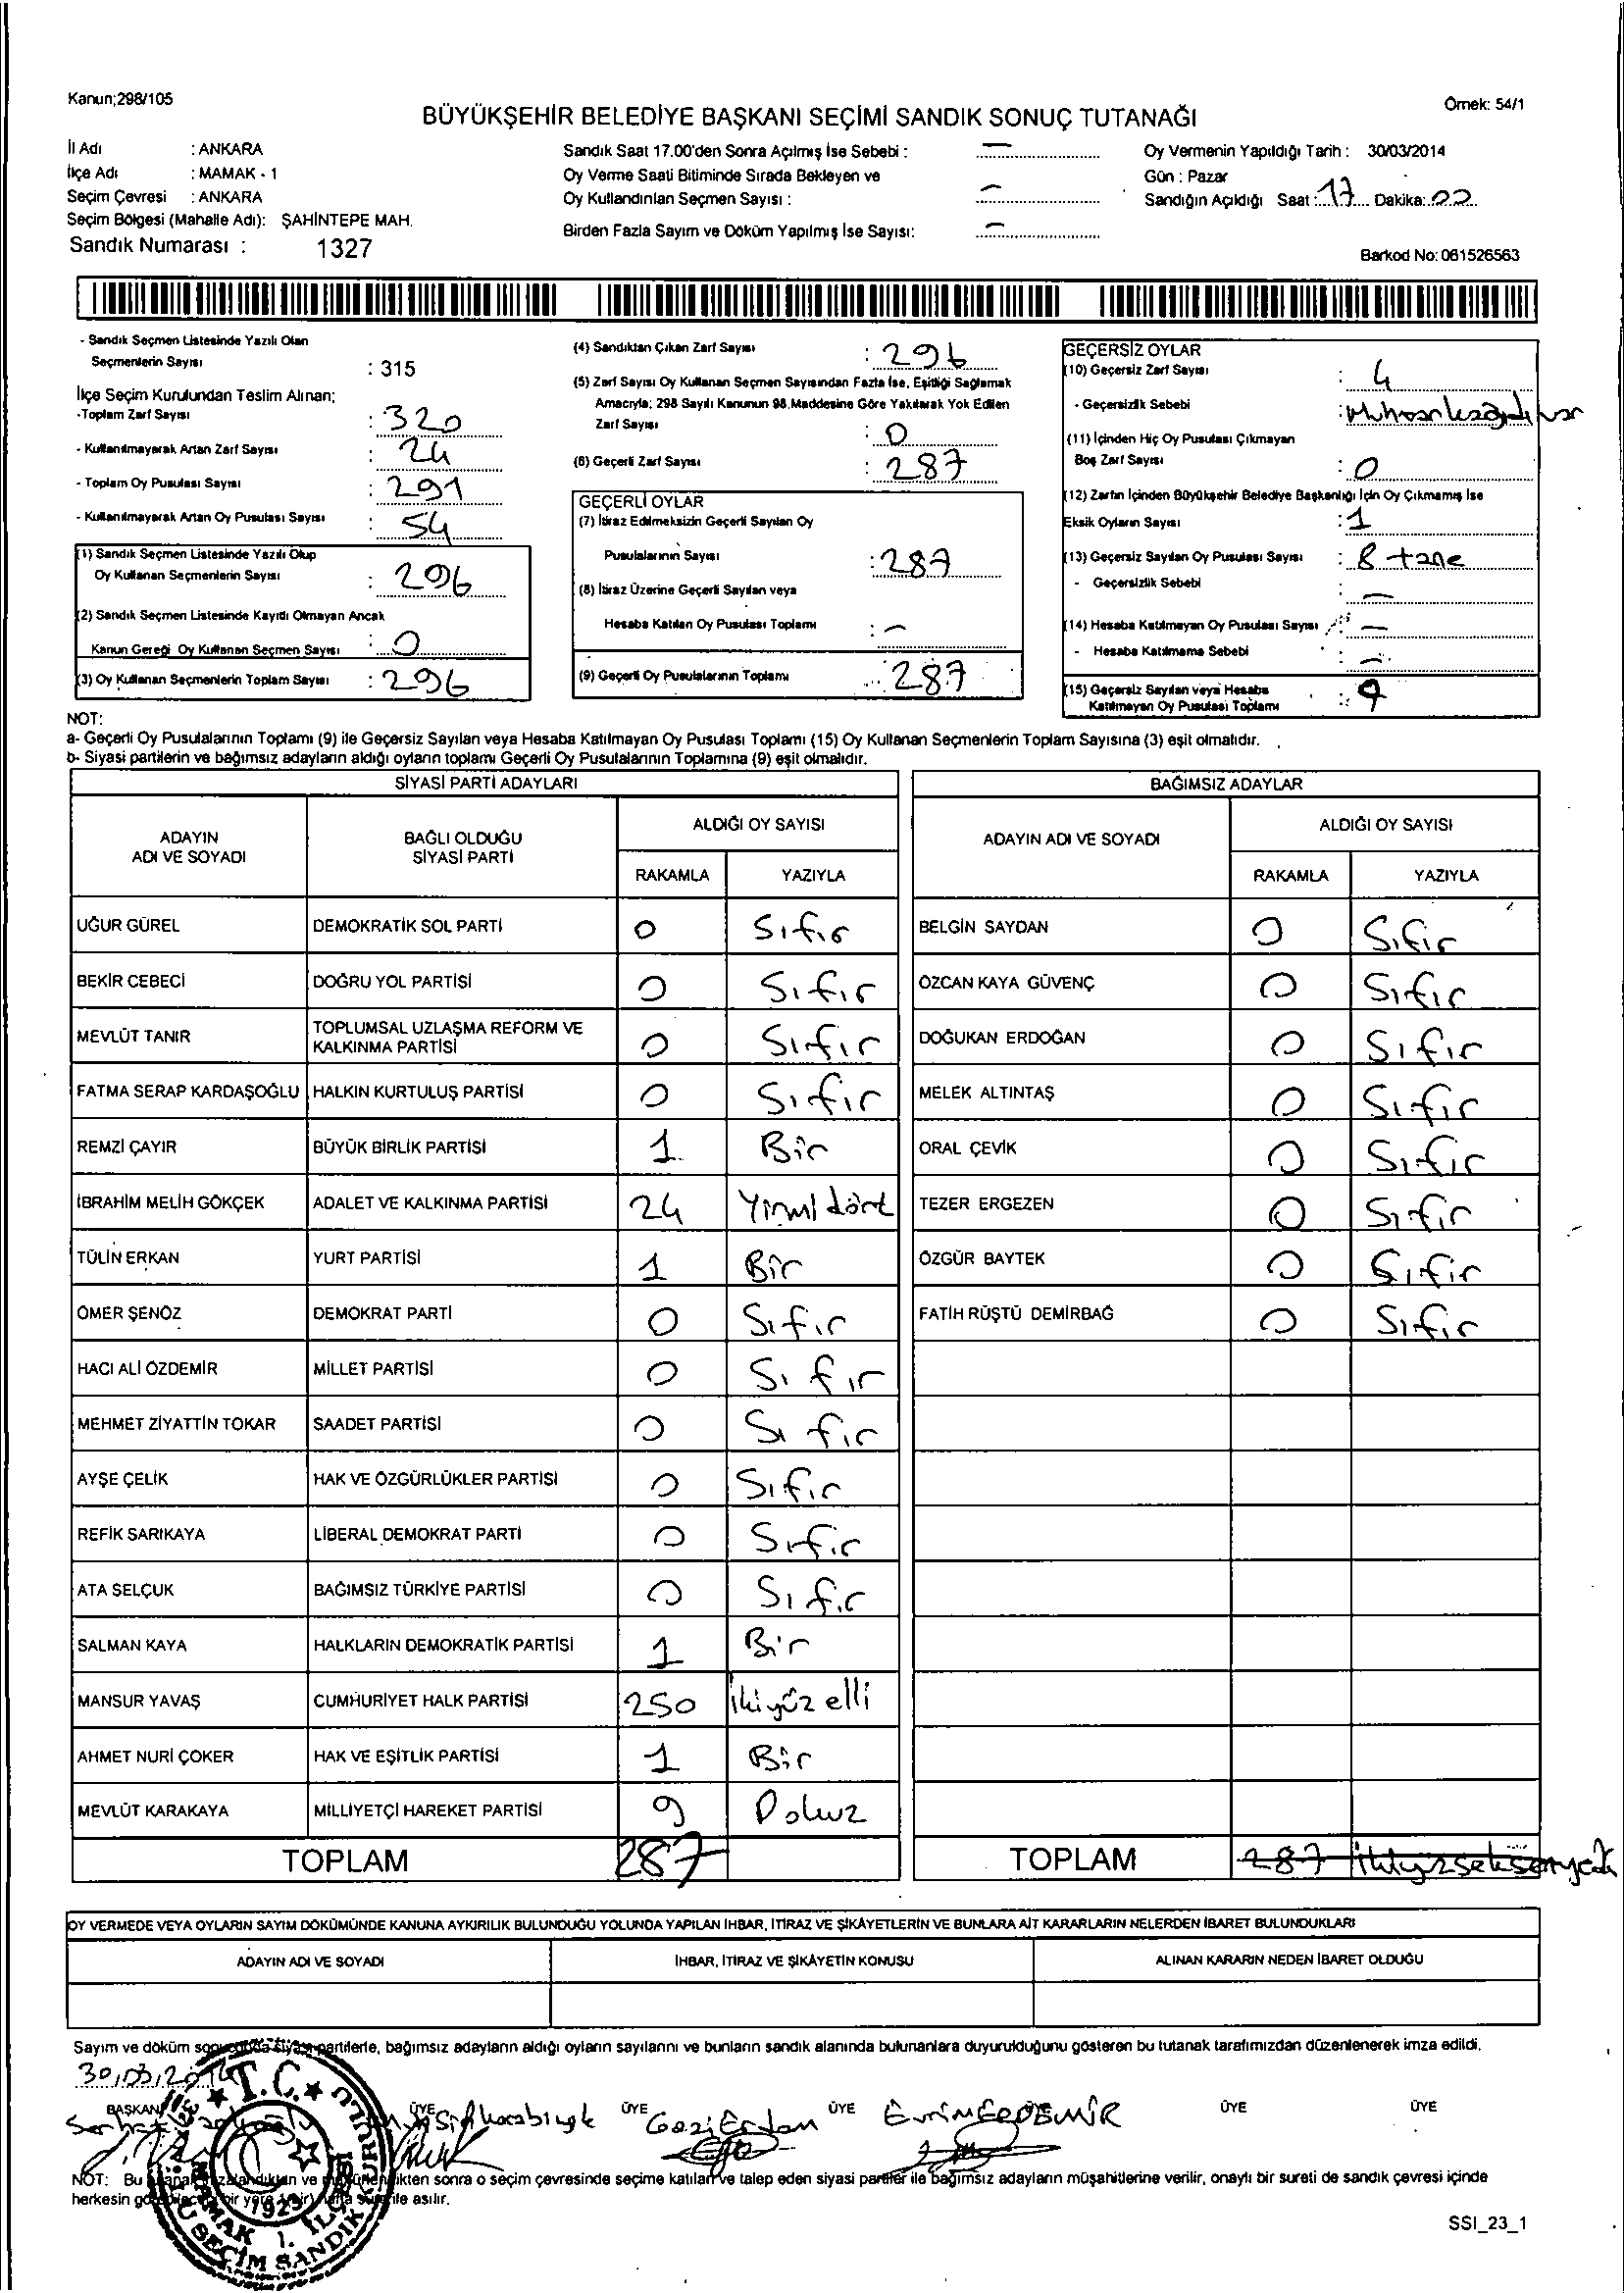 Kanun;298/105
Örnek: 54/1
BÜYÜKŞEHİR BELEDİYE BAŞKANI SEÇİMİ SANDIK SONUÇ TUTANAĞI
İl Adı : ANKARA
İlçe Adı : MAMAK - 1
Seçim Çevresi : ANKARA
Seçim Bölgesi (Mahalle Adı): ŞAHİNTEPE MAH.
Sandık Numarası : 1327
Sandık Saat 17.00'den Sonra Açılmış İse Sebebi : —
Oy Verme Saati Bitiminde Sırada Bekleyen ve
Oy Kullandırılan Seçmen Sayısı : —
Birden Fazla Sayım ve Döküm Yapılmış İse Sayısı: —
Oy Vermenin Yapıldığı Tarih : 30/03/2014
Gün : Pazar
Sandığın Açıldığı Saat : 17 Dakika: 02
Barkod No: 061526563
- Sandık Seçmen Listesinde Yazılı Olan
Seçmenlerin Sayısı : 315
İlçe Seçim Kurulundan Teslim Alınan;
-Toplam Zarf Sayısı : 320
- Kullanılmayarak Artan Zarf Sayısı : 24
- Toplam Oy Pusulası Sayısı : 291
- Kullanılmayarak Artan Oy Pusulası Sayısı : 54
(1) Sandık Seçmen Listesinde Yazılı Olup
Oy Kullanan Seçmenlerin Sayısı : 296
(2) Sandık Seçmen Listesinde Kayıtlı Olmayan Ancak
Kanun Gereği Oy Kullanan Seçmen Sayısı : 0
(3) Oy Kullanan Seçmenlerin Toplam Sayısı : 296
(4) Sandıktan Çıkan Zarf Sayısı : 296
(5) Zarf Sayısı Oy Kullanan Seçmen Sayısından Fazla İse, Eşitliği Sağlamak
Amacıyla; 298 Sayılı Kanunun 98.Maddesine Göre Yakılarak Yok Edilen
Zarf Sayısı : 0
(6) Geçerli Zarf Sayısı : 287
GEÇERLİ OYLAR
(7) İtiraz Edilmeksizin Geçerli Sayılan Oy
Pusulalarının Sayısı : 287
(8) İtiraz Üzerine Geçerli Sayılan veya
Hesaba Katılan Oy Pusulası Toplamı : —
(9) Geçerli Oy Pusulalarının Toplamı : 287
GEÇERSİZ OYLAR
(10) Geçersiz Zarf Sayısı : 4
- Geçersizlik Sebebi :
(11) İçinden Hiç Oy Pusulası Çıkmayan
Boş Zarf Sayısı : 0
(12) Zarfın İçinden Büyükşehir Belediye Başkanlığı İçin Oy Çıkmamış İse
Eksik Oyların Sayısı : 1
(13) Geçersiz Sayılan Oy Pusulası Sayısı : 8 tane
- Geçersizlik Sebebi : —
(14) Hesaba Katılmayan Oy Pusulası Sayısı : —
- Hesaba Katılmama Sebebi : —
(15) Geçersiz Sayılan veya Hesaba
Katılmayan Oy Pusulası Toplamı : 9
NOT:
a- Geçerli Oy Pusulalarının Toplamı (9) ile Geçersiz Sayılan veya Hesaba Katılmayan Oy Pusulası Toplamı (15) Oy Kullanan Seçmenlerin Toplam Sayısına (3) eşit olmalıdır.
b- Siyasi partilerin ve bağımsız adayların aldığı oyların toplamı Geçerli Oy Pusulalarının Toplamına (9) eşit olmalıdır.
SİYASİ PARTİ ADAYLARI
ADAYIN ADI VE SOYADI BAĞLI OLDUĞU SİYASİ PARTİ ALDIĞI OY SAYISI
RAKAMLA YAZIYLA
UĞUR GÜREL DEMOKRATİK SOL PARTİ 0 Sıfır
BEKİR CEBECİ DOĞRU YOL PARTİSİ 0 Sıfır
MEVLÜT TANIR TOPLUMSAL UZLAŞMA REFORM VE KALKINMA PARTİSİ 0 Sıfır
FATMA SERAP KARDAŞOĞLU HALKIN KURTULUŞ PARTİSİ 0 Sıfır
REMZİ ÇAYIR BÜYÜK BİRLİK PARTİSİ 1 Bir
İBRAHİM MELİH GÖKÇEK ADALET VE KALKINMA PARTİSİ 24 Yirmi dört
TÜLİN ERKAN YURT PARTİSİ 1 Bir
ÖMER ŞENÖZ DEMOKRAT PARTİ 0 Sıfır
HACI ALİ ÖZDEMİR MİLLET PARTİSİ 0 Sıfır
MEHMET ZİYATTİN TOKAR SAADET PARTİSİ 0 Sıfır
AYŞE ÇELİK HAK VE ÖZGÜRLÜKLER PARTİSİ 0 Sıfır
REFİK SARIKAYA LİBERAL DEMOKRAT PARTİ 0 Sıfır
ATA SELÇUK BAĞIMSIZ TÜRKİYE PARTİSİ 0 Sıfır
SALMAN KAYA HALKLARIN DEMOKRATİK PARTİSİ 1 Bir
MANSUR YAVAŞ CUMHURİYET HALK PARTİSİ 250 ikiyüz elli
AHMET NURİ ÇOKER HAK VE EŞİTLİK PARTİSİ 1 Bir
MEVLÜT KARAKAYA MİLLİYETÇİ HAREKET PARTİSİ 9 Dokuz
TOPLAM 287
BAĞIMSIZ ADAYLAR
ADAYIN ADI VE SOYADI ALDIĞI OY SAYISI
RAKAMLA YAZIYLA
BELGİN SAYDAN 0 Sıfır
ÖZCAN KAYA GÜVENÇ 0 Sıfır
DOĞUKAN ERDOĞAN 0 Sıfır
MELEK ALTINTAŞ 0 Sıfır
ORAL ÇEVİK 0 Sıfır
TEZER ERGEZEN 0 Sıfır
ÖZGÜR BAYTEK 0 Sıfır
FATİH RÜŞTÜ DEMİRBAĞ 0 Sıfır
TOPLAM 287
OY VERMEDE VEYA OYLARIN SAYIM DÖKÜMÜNDE KANUNA AYKIRILIK BULUNDUĞU YOLUNDA YAPILAN İHBAR, İTİRAZ VE ŞİKÂYETLERİN VE BUNLARA AİT KARARLARIN NELERDEN İBARET BULUNDUKLARI
ADAYIN ADI VE SOYADI İHBAR, İTİRAZ VE ŞİKÂYETİN KONUSU ALINAN KARARIN NEDEN İBARET OLDUĞU
Sayım ve döküm sonucunda siyasi partilerle, bağımsız adayların aldığı oyların sayılarını ve bunların sandık alanında bulunanlara duyurulduğunu gösteren bu tutanak tarafımızdan düzenlenerek imza edildi.
30/03/2014
BAŞKAN ÜYE ÜYE ÜYE ÜYE ÜYE
Gazi Erdan EVRİM ERDEMİR
T.C.
1923
MAMAK 1. İLÇE
SEÇİM SANDIK KURULU
NOT: Bu ve sonra o seçim çevresinde seçime katılan ve talep eden siyasi partiler ile bağımsız adayların müşahitlerine verilir, onaylı bir sureti de sandık çevresi içinde
herkesin bir yere bir süre ile asılır.
SSI_23_1